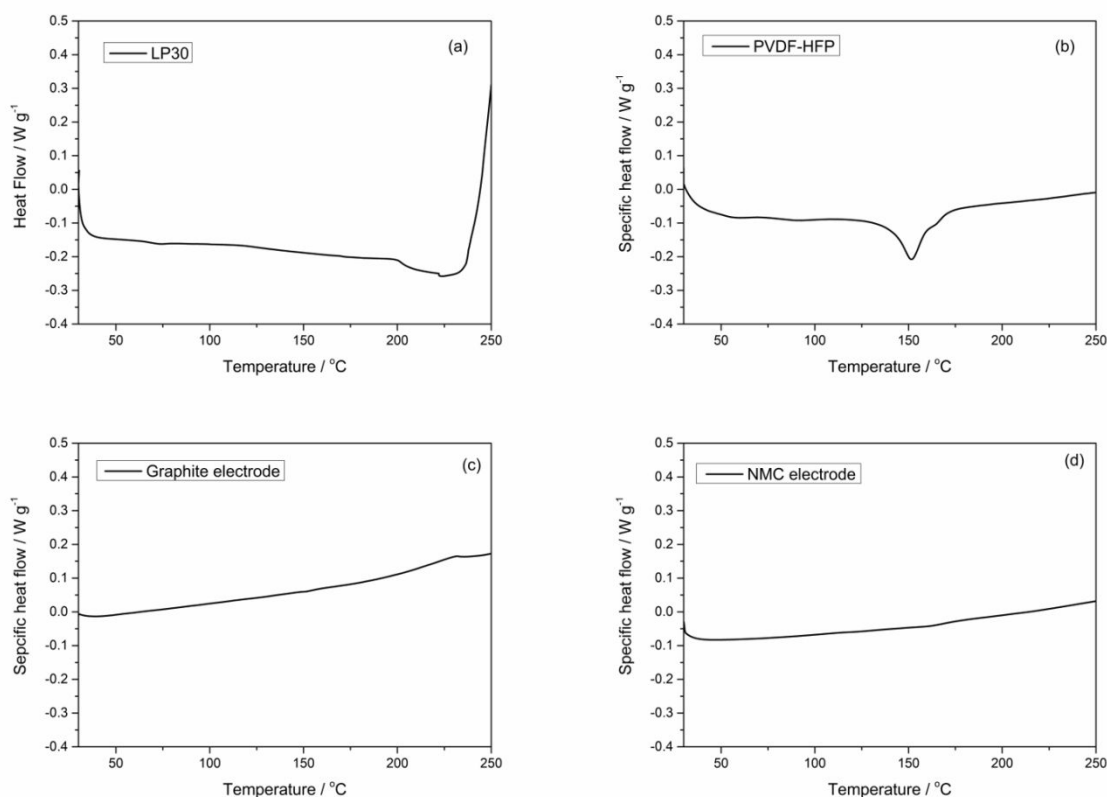 (a)
LP30
Heat Flow / W g⁻¹
0.5
0.4
0.3
0.2
0.1
0.0
-0.1
-0.2
-0.3
-0.4
50 100 150 200 250
Temperature / °C
(b)
PVDF-HFP
Specific heat flow / W g⁻¹
0.5
0.4
0.3
0.2
0.1
0.0
-0.1
-0.2
-0.3
-0.4
50 100 150 200 250
Temperature / °C
(c)
Graphite electrode
Sepcific heat flow / W g⁻¹
0.5
0.4
0.3
0.2
0.1
0.0
-0.1
-0.2
-0.3
-0.4
50 100 150 200 250
Temperature / °C
(d)
NMC electrode
Specific heat flow / W g⁻¹
0.5
0.4
0.3
0.2
0.1
0.0
-0.1
-0.2
-0.3
-0.4
50 100 150 200 250
Temperature / °C